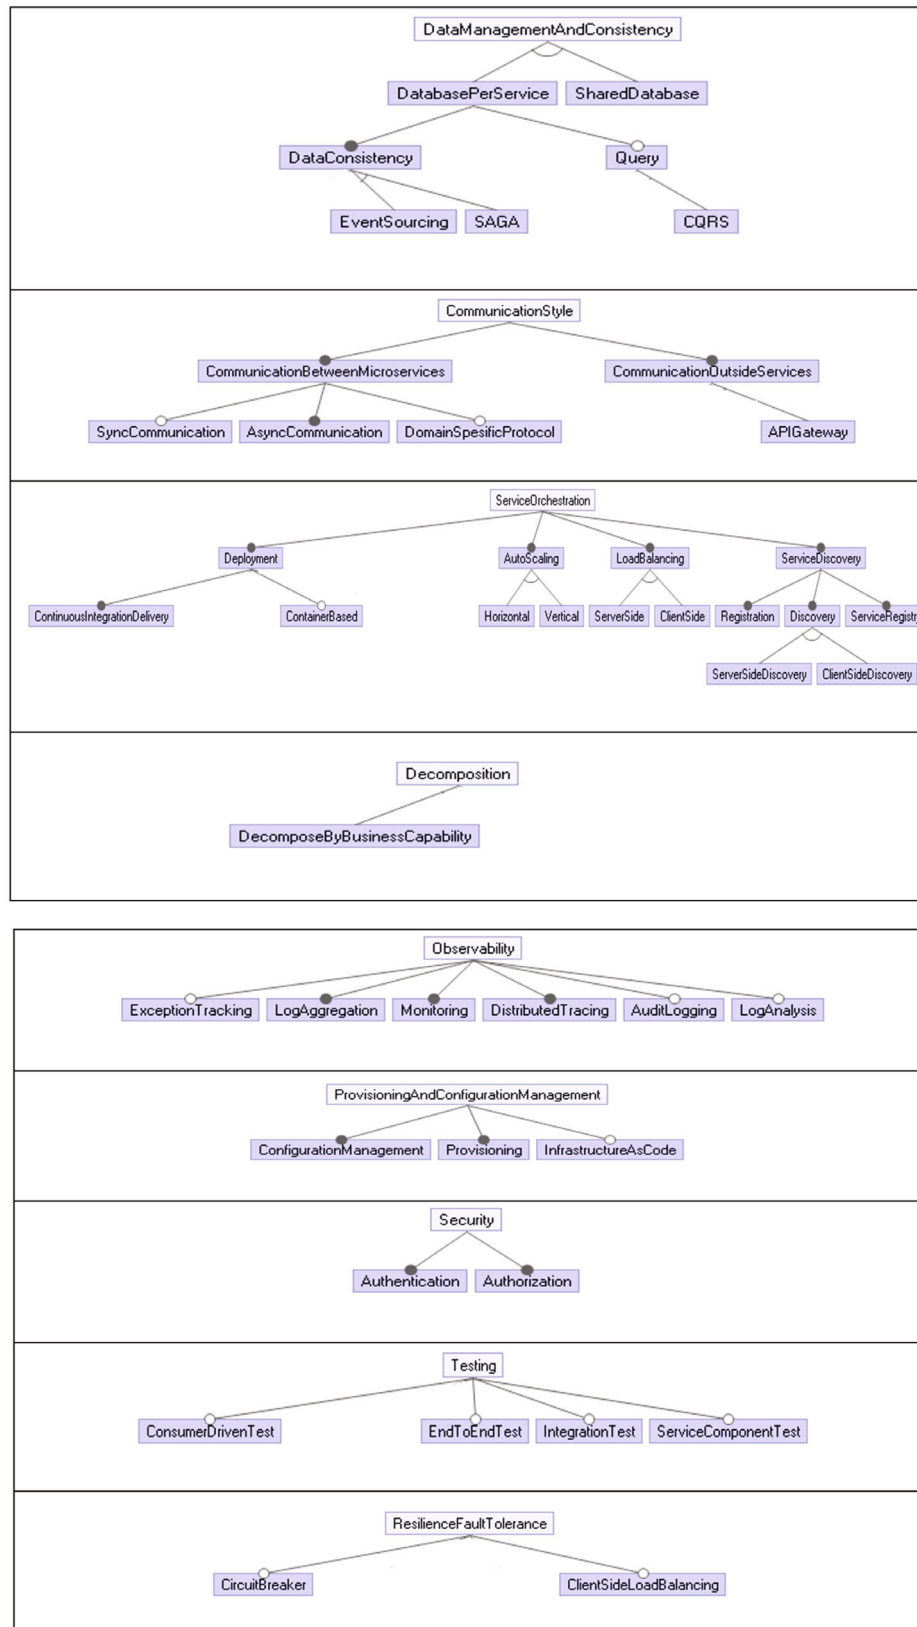 DataManagementAndConsistency
DatabasePerService SharedDatabase
DataConsistency Query
EventSourcing SAGA CQRS
CommunicationStyle
CommunicationBetweenMicroservices CommunicationOutsideServices
SyncCommunication AsyncCommunication DomainSpesificProtocol APIGateway
ServiceOrchestration
Deployment AutoScaling LoadBalancing ServiceDiscovery
ContinuousIntegrationDelivery ContainerBased Horizontal Vertical ServerSide ClientSide Registration Discovery ServiceRegistry
ServerSideDiscovery ClientSideDiscovery
Decomposition
DecomposeByBusinessCapability
Observability
ExceptionTracking LogAggregation Monitoring DistributedTracing AuditLogging LogAnalysis
ProvisioningAndConfigurationManagement
ConfigurationManagement Provisioning InfrastructureAsCode
Security
Authentication Authorization
Testing
ConsumerDrivenTest EndToEndTest IntegrationTest ServiceComponentTest
ResilienceFaultTolerance
CircuitBreaker ClientSideLoadBalancing